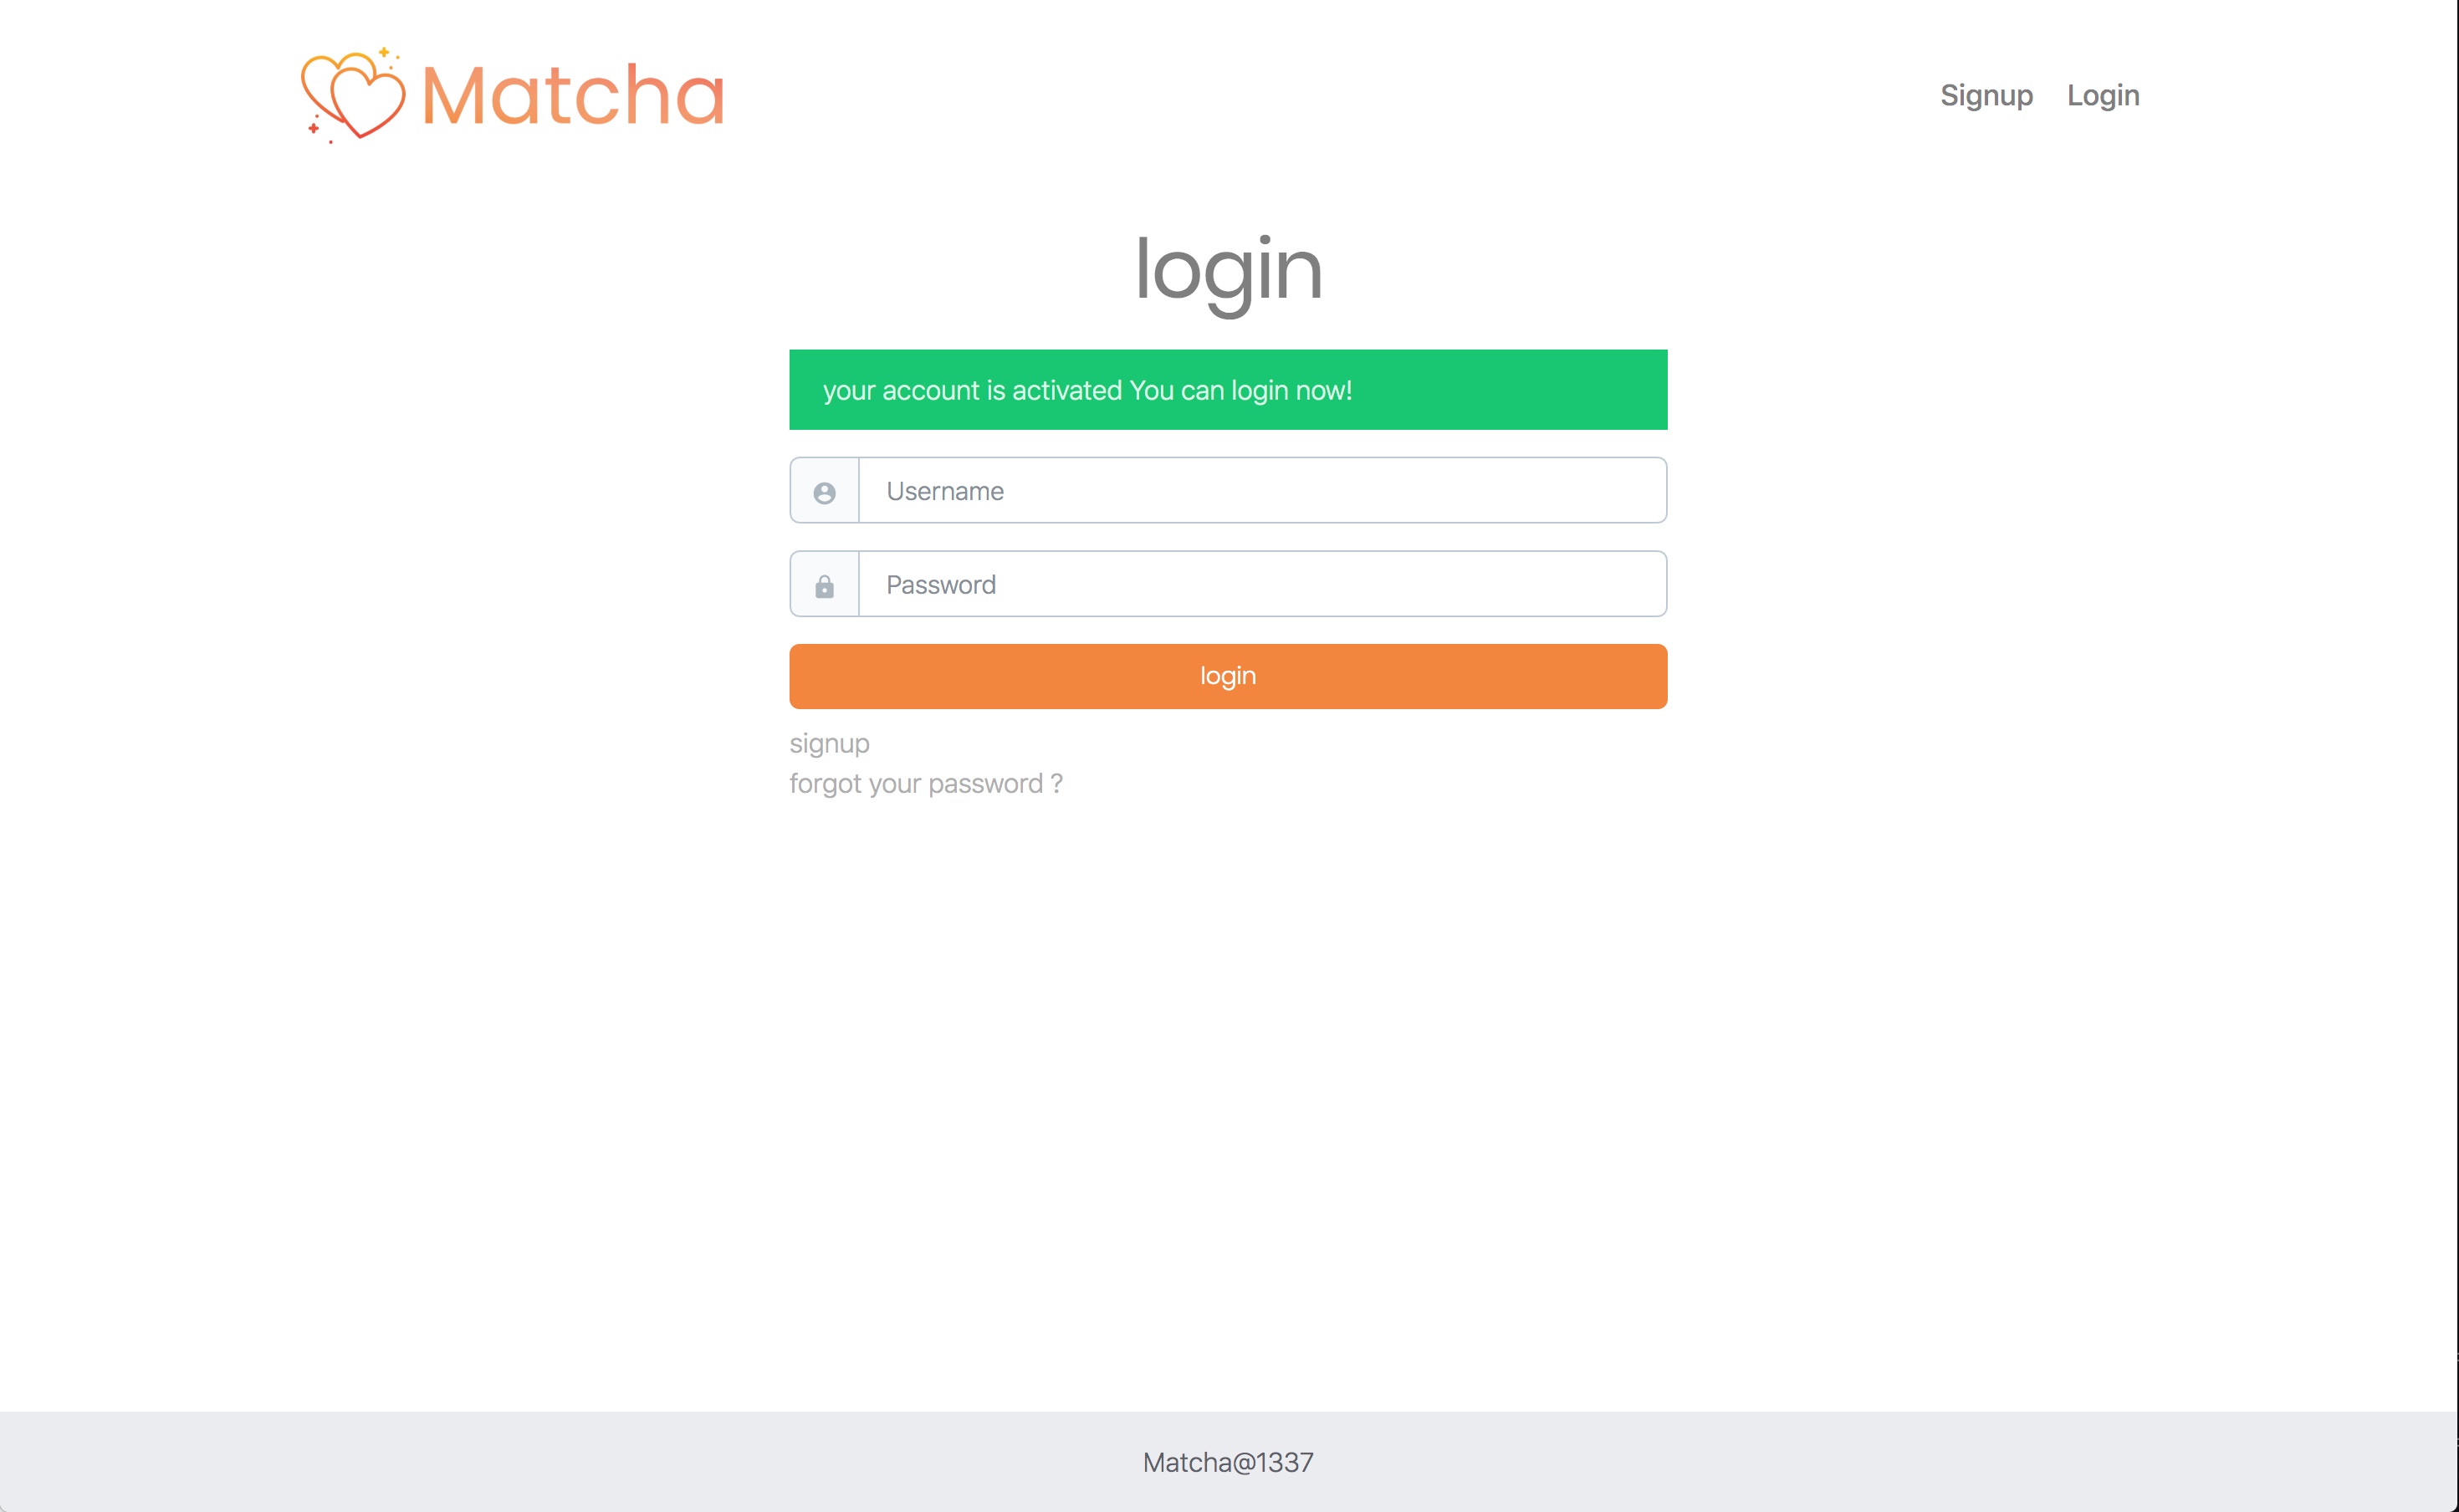 Matcha
Signup Login
login
your account is activated You can login now!
Username
Password
login
signup
forgot your password ?
Matcha@1337